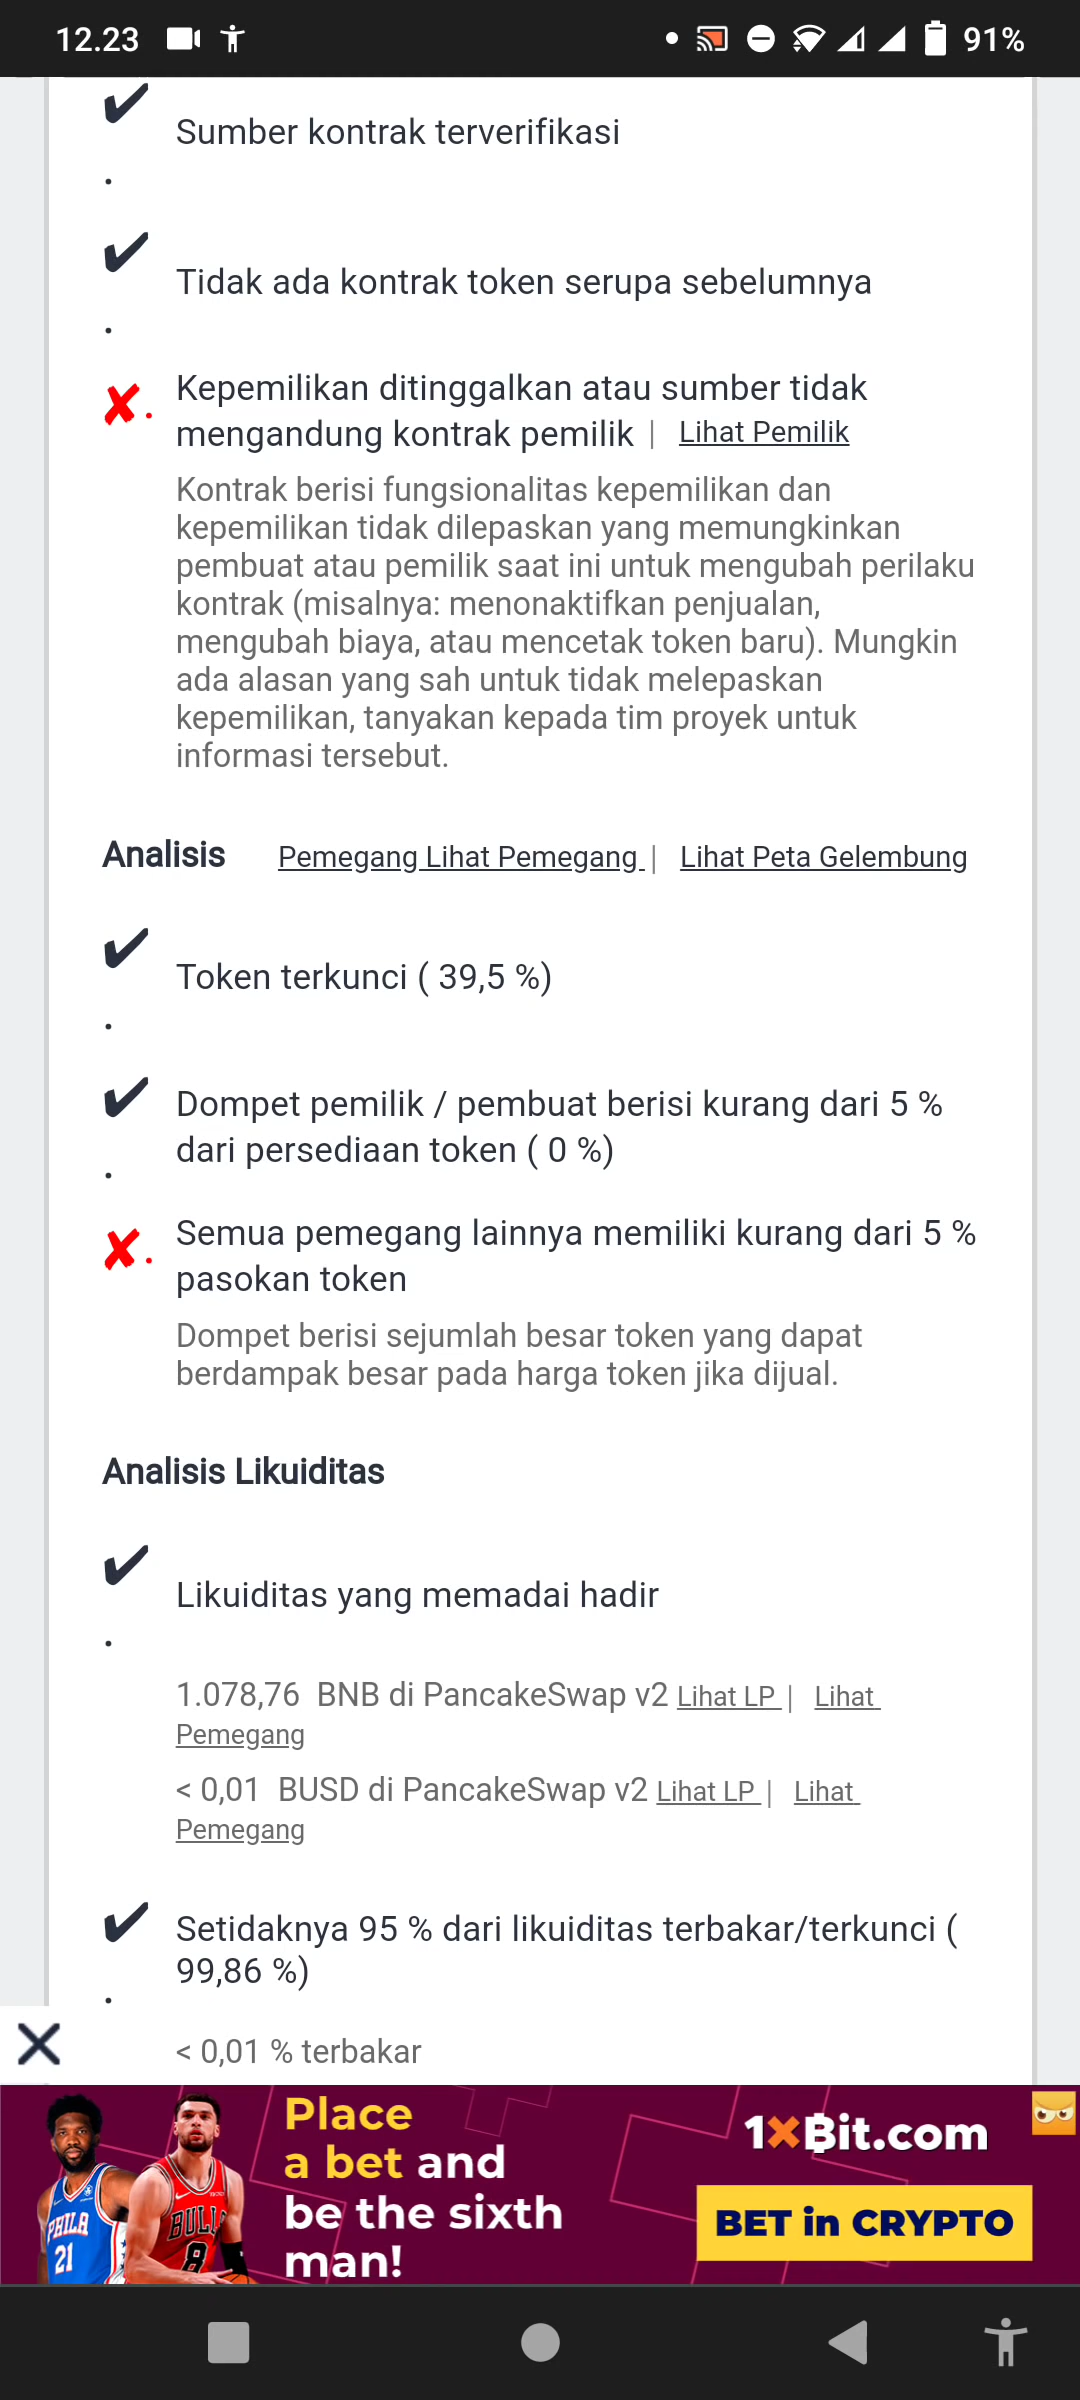 12.23
91%
Sumber kontrak terverifikasi
Tidak ada kontrak token serupa sebelumnya
Kepemilikan ditinggalkan atau sumber tidak
mengandung kontrak pemilik | Lihat Pemilik
Kontrak berisi fungsionalitas kepemilikan dan
kepemilikan tidak dilepaskan yang memungkinkan
pembuat atau pemilik saat ini untuk mengubah perilaku
kontrak (misalnya: menonaktifkan penjualan,
mengubah biaya, atau mencetak token baru). Mungkin
ada alasan yang sah untuk tidak melepaskan
kepemilikan, tanyakan kepada tim proyek untuk
informasi tersebut.
Analisis Pemegang Lihat Pemegang | Lihat Peta Gelembung
Token terkunci ( 39,5 %)
Dompet pemilik / pembuat berisi kurang dari 5 %
dari persediaan token ( 0 %)
Semua pemegang lainnya memiliki kurang dari 5 %
pasokan token
Dompet berisi sejumlah besar token yang dapat
berdampak besar pada harga token jika dijual.
Analisis Likuiditas
Likuiditas yang memadai hadir
1.078,76 BNB di PancakeSwap v2 Lihat LP | Lihat
Pemegang
< 0,01 BUSD di PancakeSwap v2 Lihat LP | Lihat
Pemegang
Setidaknya 95 % dari likuiditas terbakar/terkunci (
99,86 %)
< 0,01 % terbakar
Place
a bet and
be the sixth
man!
1xBit.com
BET in CRYPTO
PHILA
21
BULL
8